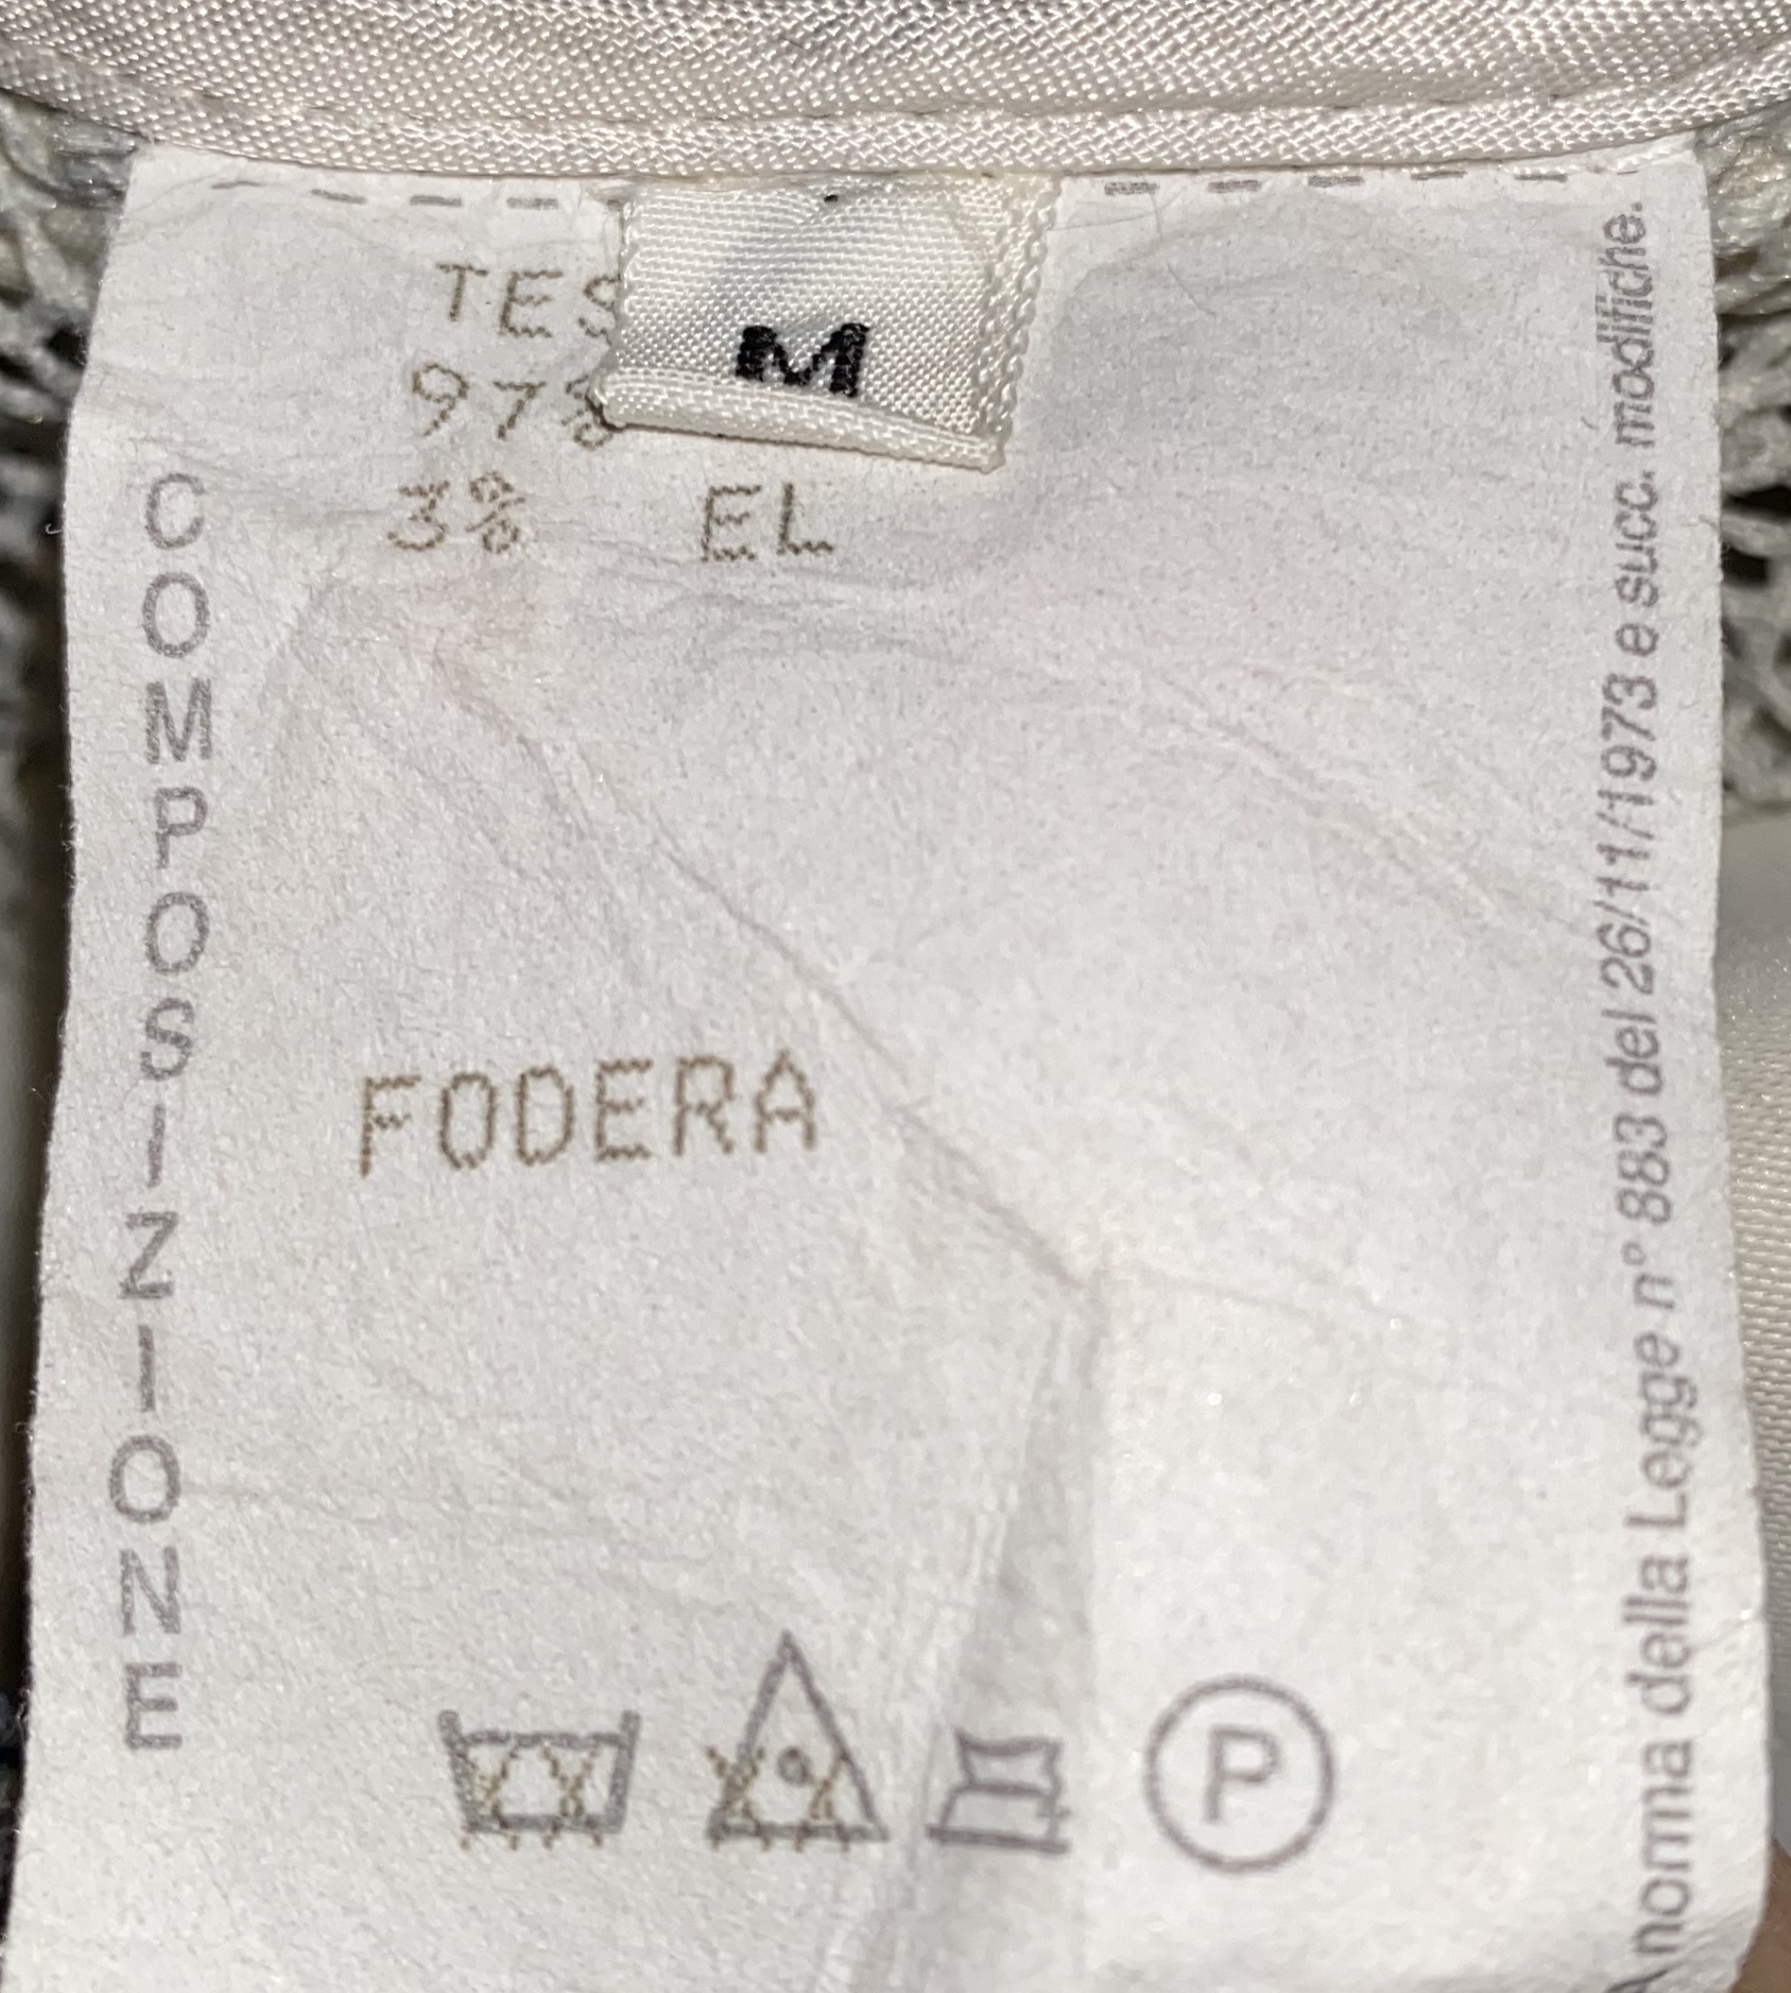 TES
M
97%
3% EL
COMPOSIZIONE
FODERA
P
A norma della Legge n° 883 del 26/11/1973 e succ. modifiche.